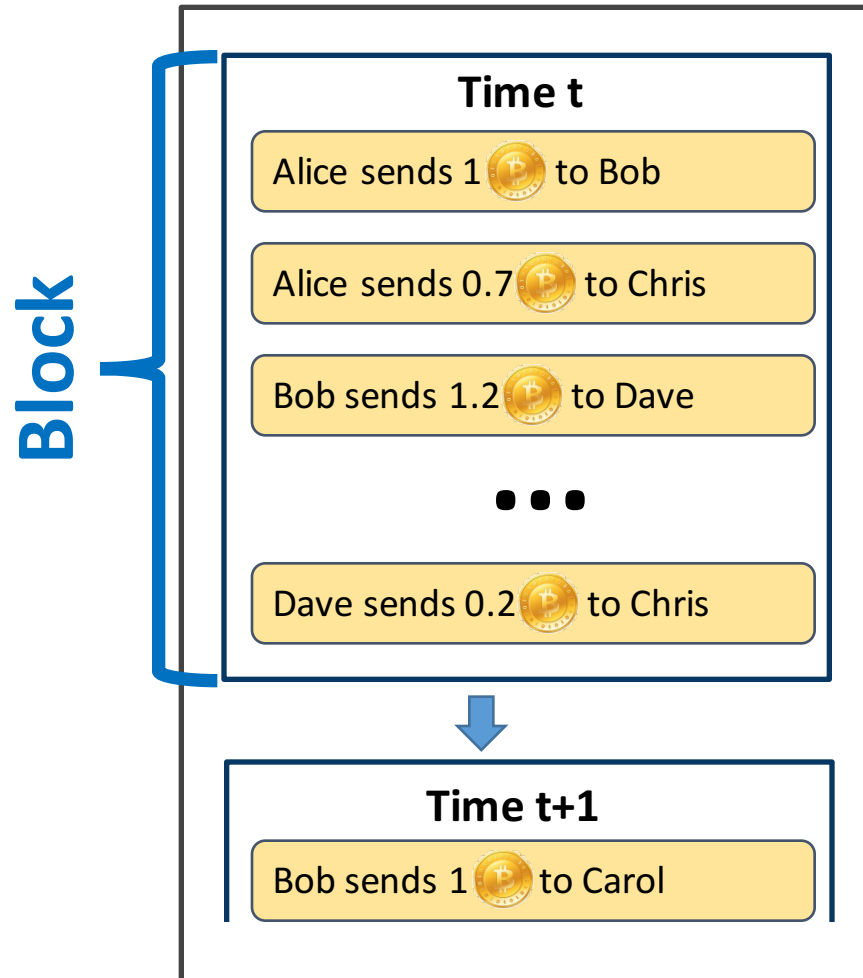 Block
Time t
Alice sends 1 ₿ to Bob
Alice sends 0.7 ₿ to Chris
Bob sends 1.2 ₿ to Dave
...
Dave sends 0.2 ₿ to Chris
Time t+1
Bob sends 1 ₿ to Carol